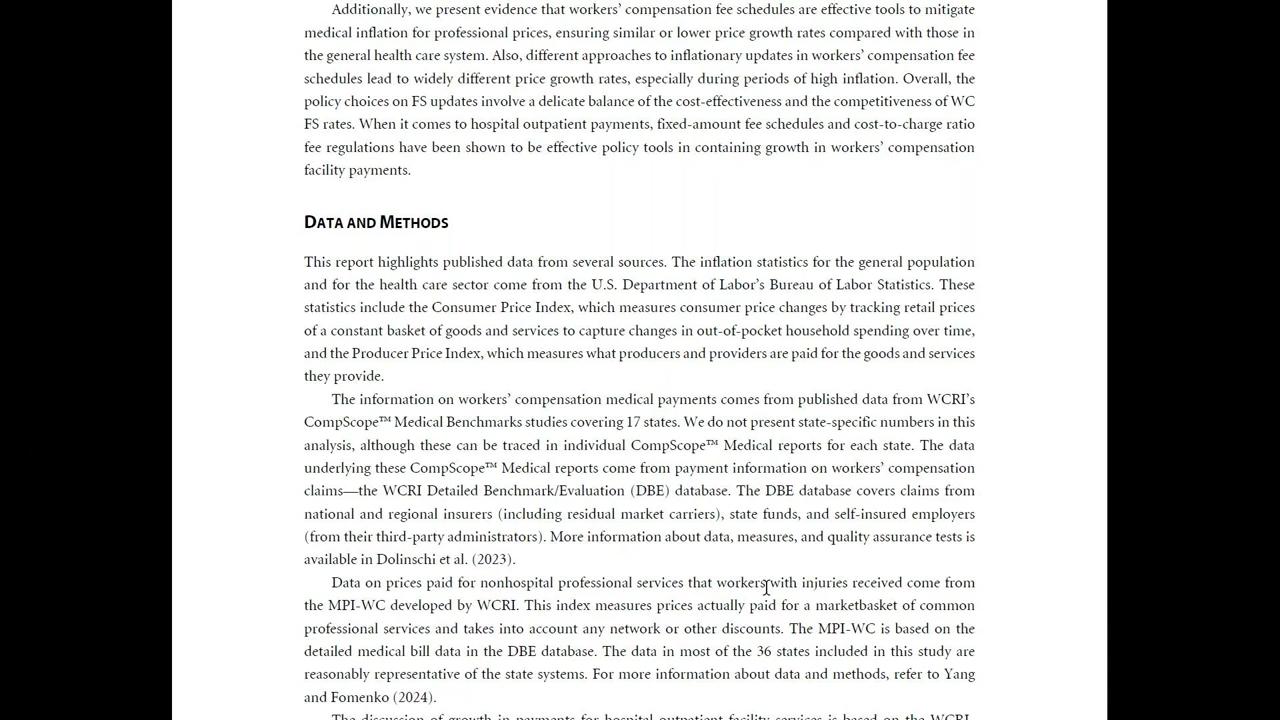 Additionally, we present evidence that workers’ compensation fee schedules are effective tools to mitigate
medical inflation for professional prices, ensuring similar or lower price growth rates compared with those in
the general health care system. Also, different approaches to inflationary updates in workers’ compensation fee
schedules lead to widely different price growth rates, especially during periods of high inflation. Overall, the
policy choices on FS updates involve a delicate balance of the cost-effectiveness and the competitiveness of WC
FS rates. When it comes to hospital outpatient payments, fixed-amount fee schedules and cost-to-charge ratio
fee regulations have been shown to be effective policy tools in containing growth in workers’ compensation
facility payments.
DATA AND METHODS
This report highlights published data from several sources. The inflation statistics for the general population
and for the health care sector come from the U.S. Department of Labor’s Bureau of Labor Statistics. These
statistics include the Consumer Price Index, which measures consumer price changes by tracking retail prices
of a constant basket of goods and services to capture changes in out-of-pocket household spending over time,
and the Producer Price Index, which measures what producers and providers are paid for the goods and services
they provide.
The information on workers’ compensation medical payments comes from published data from WCRI’s
CompScope™ Medical Benchmarks studies covering 17 states. We do not present state-specific numbers in this
analysis, although these can be traced in individual CompScope™ Medical reports for each state. The data
underlying these CompScope™ Medical reports come from payment information on workers’ compensation
claims—the WCRI Detailed Benchmark/Evaluation (DBE) database. The DBE database covers claims from
national and regional insurers (including residual market carriers), state funds, and self-insured employers
(from their third-party administrators). More information about data, measures, and quality assurance tests is
available in Dolinschi et al. (2023).
Data on prices paid for nonhospital professional services that workers with injuries received come from
the MPI-WC developed by WCRI. This index measures prices actually paid for a marketbasket of common
professional services and takes into account any network or other discounts. The MPI-WC is based on the
detailed medical bill data in the DBE database. The data in most of the 36 states included in this study are
reasonably representative of the state systems. For more information about data and methods, refer to Yang
and Fomenko (2024).
The discussion of growth in payments for hospital outpatient facility services is based on the WCRI